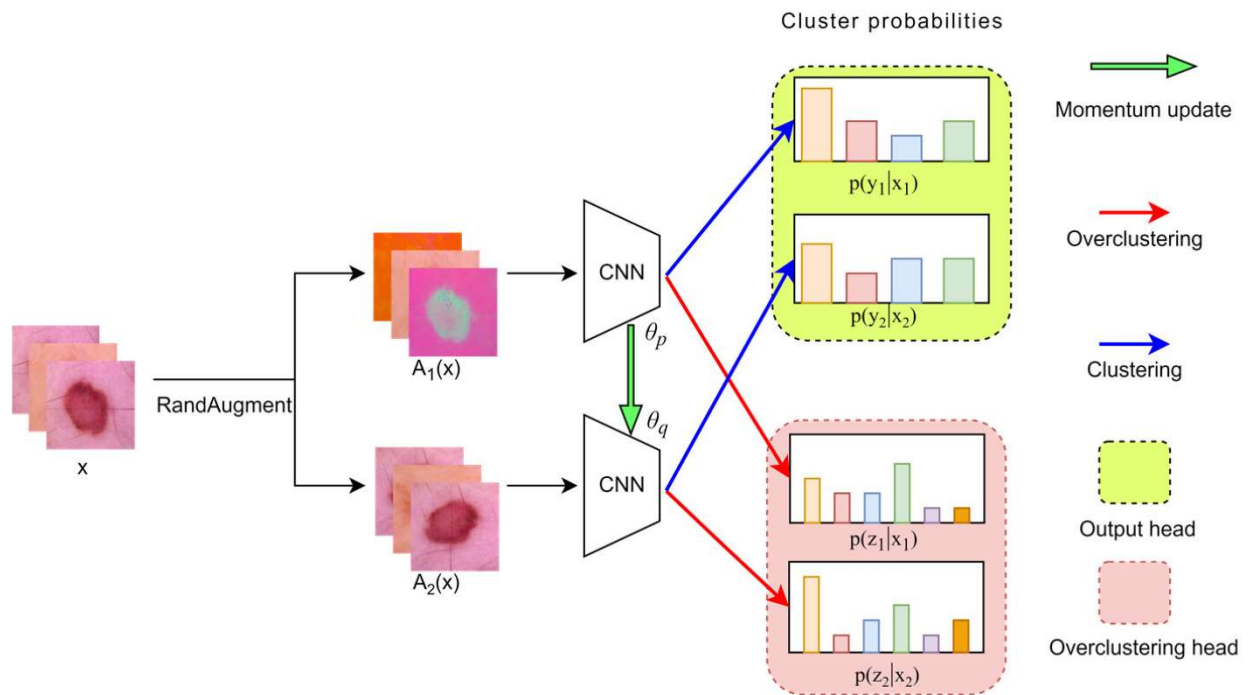 Cluster probabilities
Momentum update
p(y₁|x₁)
Overclustering
p(y₂|x₂)
Clustering
CNN
θₚ
A₁(x)
RandAugment
x
θ_q
CNN
A₂(x)
p(z₁|x₁)
Output head
p(z₂|x₂)
Overclustering head